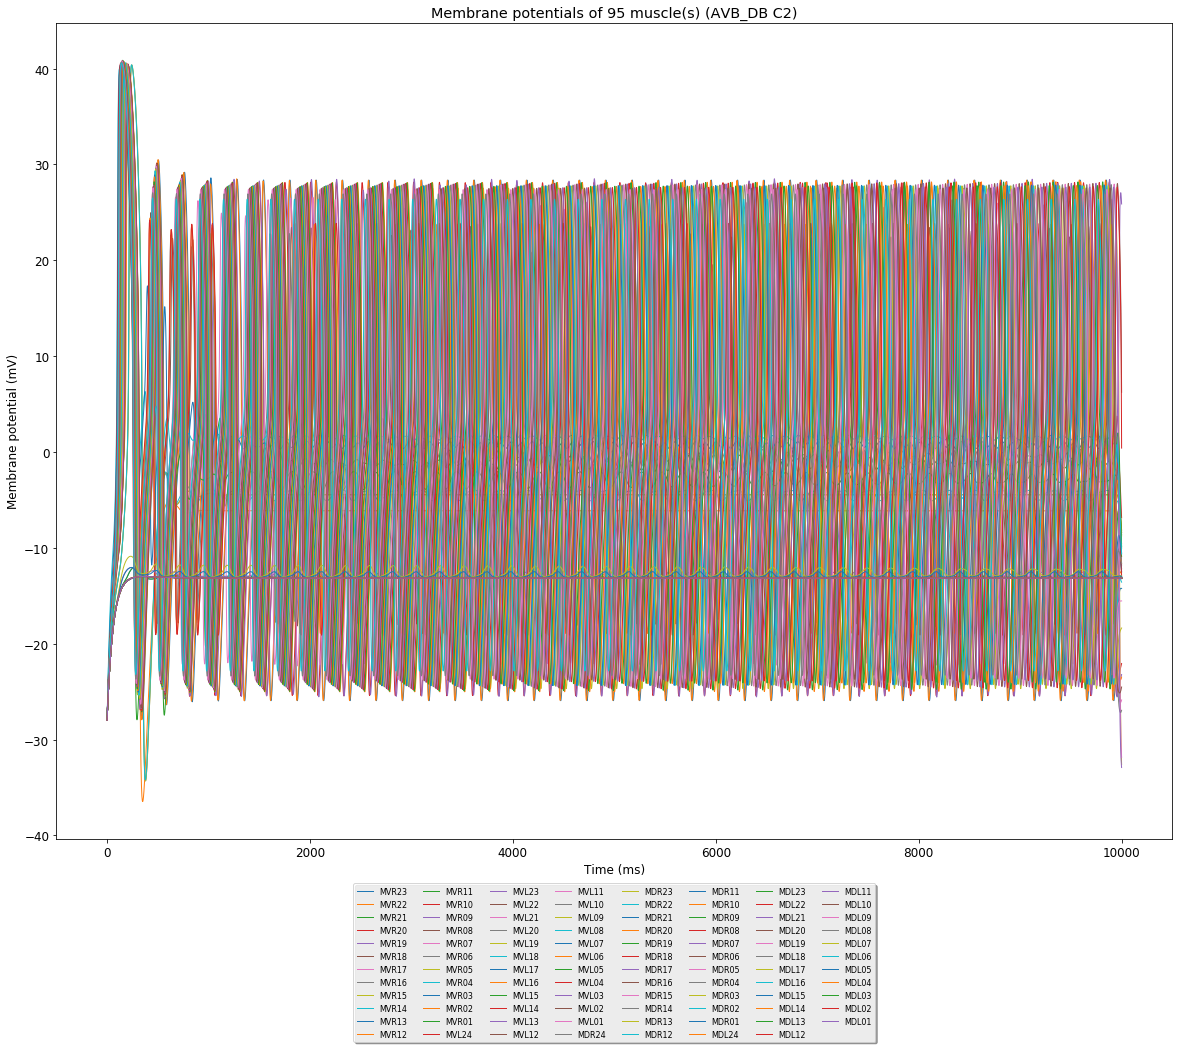 Membrane potentials of 95 muscle(s) (AVB_DB C2)
40
30
20
10
0
−10
−20
−30
−40
Membrane potential (mV)
0 2000 4000 6000 8000 10000
Time (ms)
MVR23 MVR11 MVL23 MVL11 MDR23 MDR11 MDL23 MDL11
MVR22 MVR10 MVL22 MVL10 MDR22 MDR10 MDL22 MDL10
MVR21 MVR09 MVL21 MVL09 MDR21 MDR09 MDL21 MDL09
MVR20 MVR08 MVL20 MVL08 MDR20 MDR08 MDL20 MDL08
MVR19 MVR07 MVL19 MVL07 MDR19 MDR07 MDL19 MDL07
MVR18 MVR06 MVL18 MVL06 MDR18 MDR06 MDL18 MDL06
MVR17 MVR05 MVL17 MVL05 MDR17 MDR05 MDL17 MDL05
MVR16 MVR04 MVL16 MVL04 MDR16 MDR04 MDL16 MDL04
MVR15 MVR03 MVL15 MVL03 MDR15 MDR03 MDL15 MDL03
MVR14 MVR02 MVL14 MVL02 MDR14 MDR02 MDL14 MDL02
MVR13 MVR01 MVL13 MVL01 MDR13 MDR01 MDL13 MDL01
MVR12 MVL24 MVL12 MDR24 MDR12 MDL24 MDL12